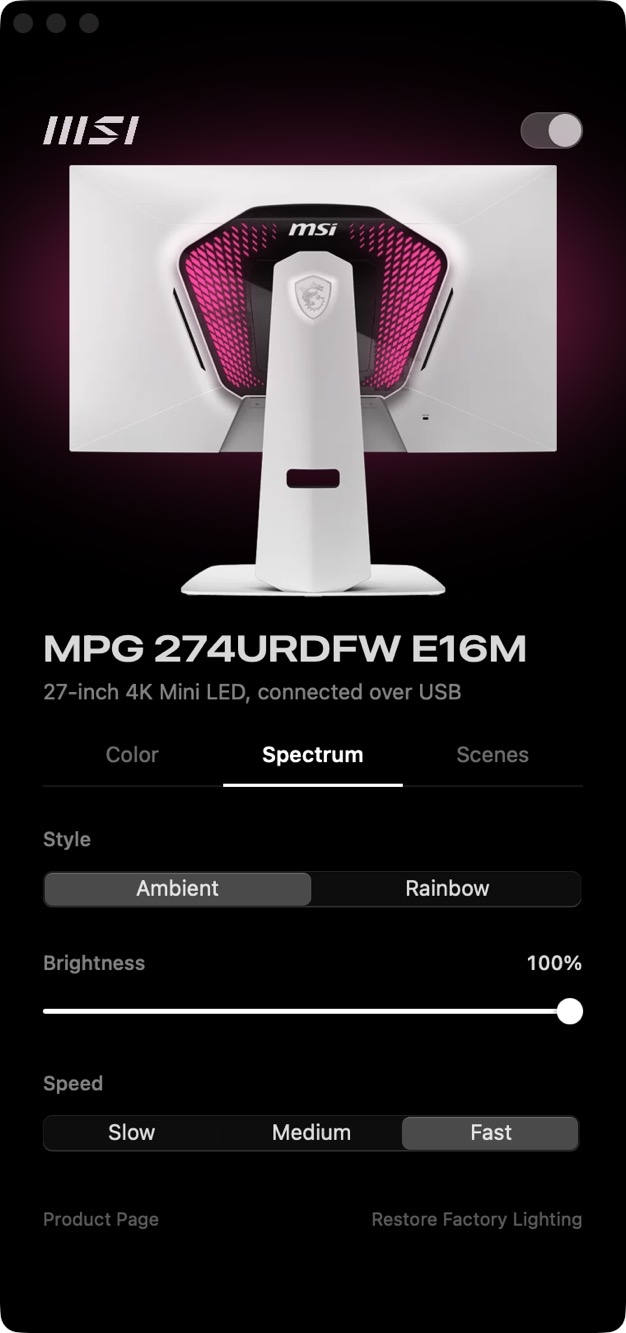 msi
msi
MPG 274URDFW E16M
27-inch 4K Mini LED, connected over USB
Color Spectrum Scenes
Style
Ambient Rainbow
Brightness 100%
Speed
Slow Medium Fast
Product Page Restore Factory Lighting